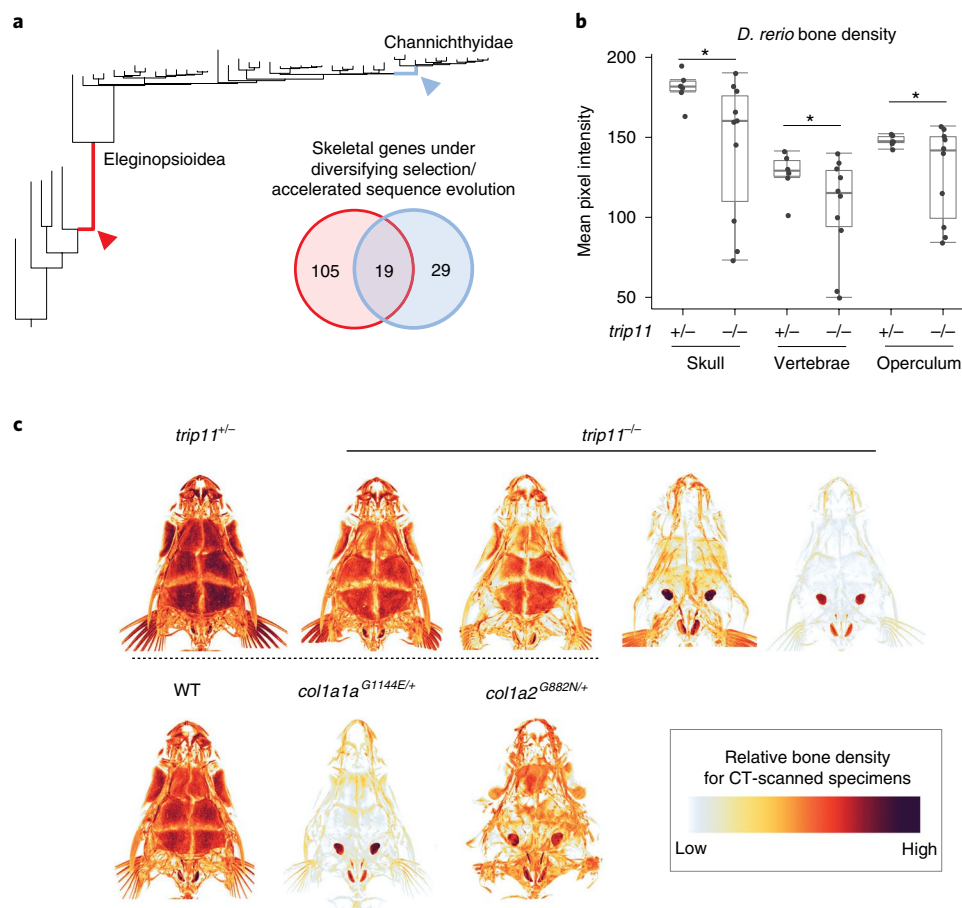 a
Channichthyidae
Eleginopsioidea
Skeletal genes under
diversifying selection/
accelerated sequence evolution
105
19
29
b
D. rerio bone density
Mean pixel intensity
200
150
100
50
*
*
*
trip11
+/–
–/–
+/–
–/–
+/–
–/–
Skull
Vertebrae
Operculum
c
trip11+/–
trip11–/–
WT
col1a1aG1144E/+
col1a2G882N/+
Relative bone density
for CT-scanned specimens
Low
High